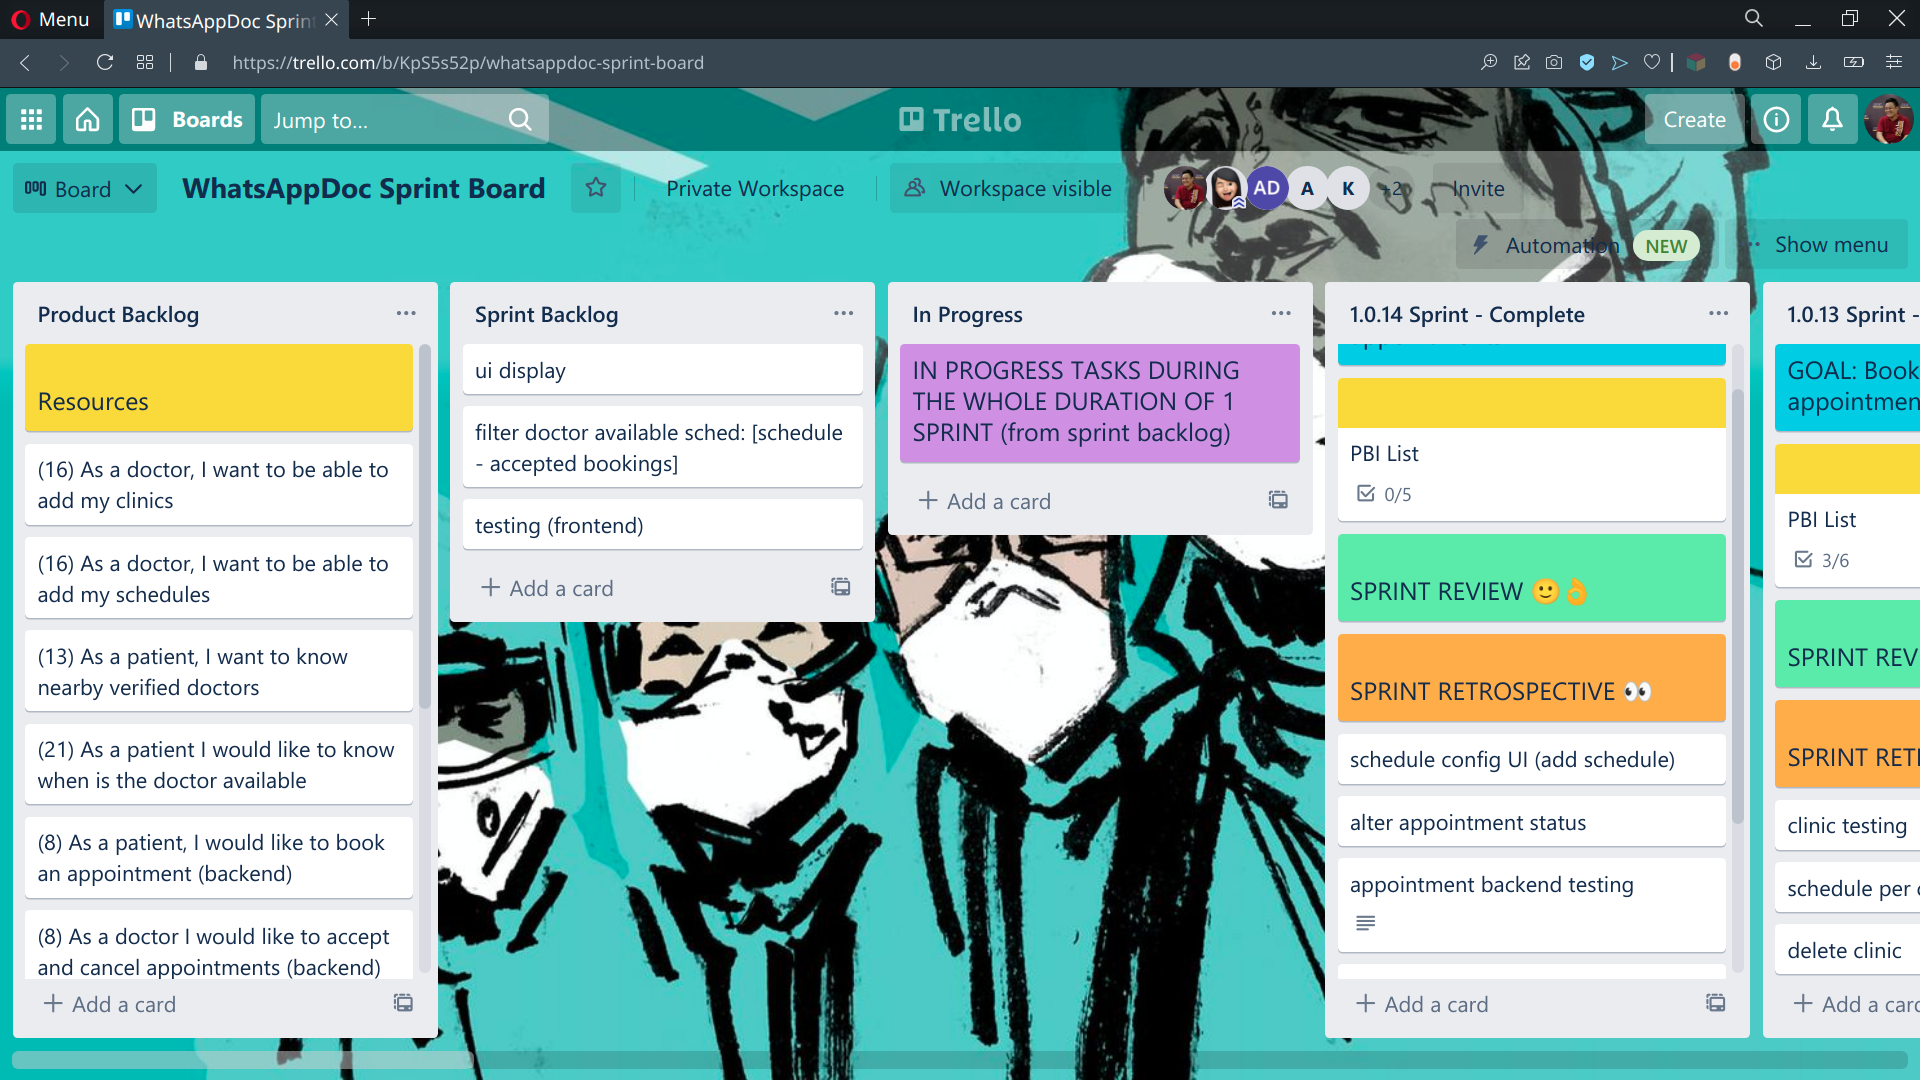 Menu
WhatsAppDoc Sprint
https://trello.com/b/KpS5s52p/whatsappdoc-sprint-board
Boards
Jump to...
Trello
Create
Board
WhatsAppDoc Sprint Board
Private Workspace
Workspace visible
AD
A
K
+2
Invite
Automation
NEW
Show menu
Product Backlog
Resources
(16) As a doctor, I want to be able to
add my clinics
(16) As a doctor, I want to be able to
add my schedules
(13) As a patient, I want to know
nearby verified doctors
(21) As a patient I would like to know
when is the doctor available
(8) As a patient, I would like to book
an appointment (backend)
(8) As a doctor I would like to accept
and cancel appointments (backend)
Add a card
Sprint Backlog
ui display
filter doctor available sched: [schedule
- accepted bookings]
testing (frontend)
Add a card
In Progress
IN PROGRESS TASKS DURING
THE WHOLE DURATION OF 1
SPRINT (from sprint backlog)
Add a card
1.0.14 Sprint - Complete
PBI List
0/5
SPRINT REVIEW 🙂👌
SPRINT RETROSPECTIVE 👀
schedule config UI (add schedule)
alter appointment status
appointment backend testing
Add a card
1.0.13 Sprint -
GOAL: Book
appointmen
PBI List
3/6
SPRINT REV
SPRINT RET
clinic testing
schedule per
delete clinic
Add a card